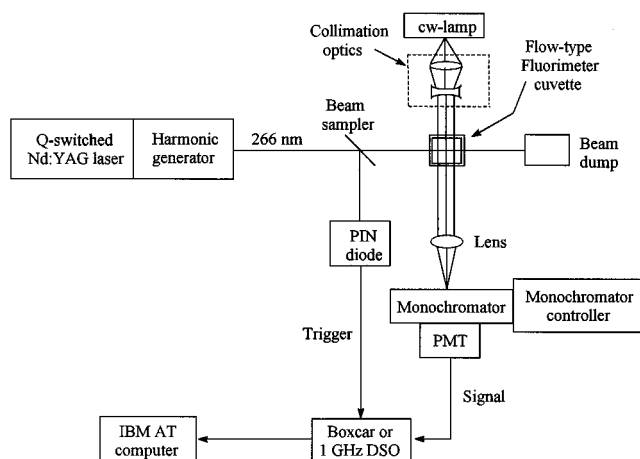 cw-lamp
Collimation
optics
Flow-type
Fluorimeter
cuvette
Beam
sampler
Q-switched
Nd:YAG laser
Harmonic
generator
266 nm
Beam
dump
PIN
diode
Lens
Monochromator
Monochromator
controller
PMT
Trigger
Signal
IBM AT
computer
Boxcar or
1 GHz DSO